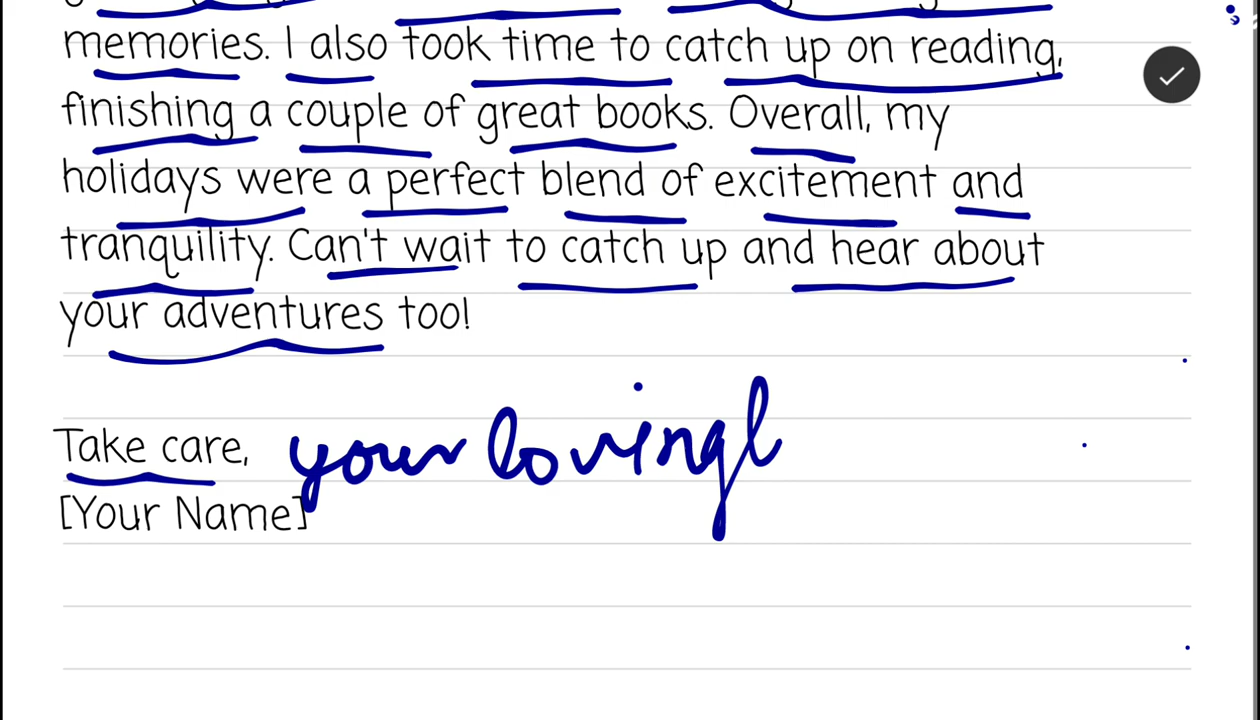 memories. I also took time to catch up on reading,
finishing a couple of great books. Overall, my
holidays were a perfect blend of excitement and
tranquility. Can't wait to catch up and hear about
your adventures too!
Take care, your lovingl
[Your Name]